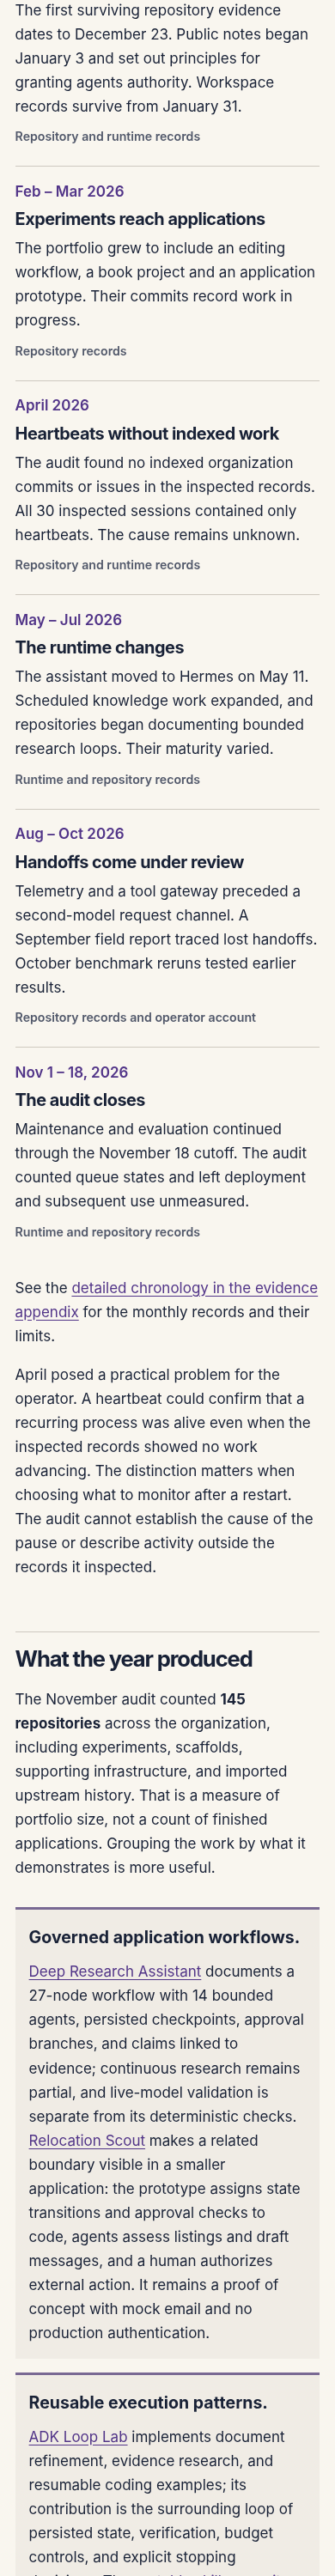 The first surviving repository evidence
dates to December 23. Public notes began
January 3 and set out principles for
granting agents authority. Workspace
records survive from January 31.
Repository and runtime records
Feb – Mar 2026
Experiments reach applications
The portfolio grew to include an editing
workflow, a book project and an application
prototype. Their commits record work in
progress.
Repository records
April 2026
Heartbeats without indexed work
The audit found no indexed organization
commits or issues in the inspected records.
All 30 inspected sessions contained only
heartbeats. The cause remains unknown.
Repository and runtime records
May – Jul 2026
The runtime changes
The assistant moved to Hermes on May 11.
Scheduled knowledge work expanded, and
repositories began documenting bounded
research loops. Their maturity varied.
Runtime and repository records
Aug – Oct 2026
Handoffs come under review
Telemetry and a tool gateway preceded a
second-model request channel. A
September field report traced lost handoffs.
October benchmark reruns tested earlier
results.
Repository records and operator account
Nov 1 – 18, 2026
The audit closes
Maintenance and evaluation continued
through the November 18 cutoff. The audit
counted queue states and left deployment
and subsequent use unmeasured.
Runtime and repository records
See the detailed chronology in the evidence
appendix for the monthly records and their
limits.
April posed a practical problem for the
operator. A heartbeat could confirm that a
recurring process was alive even when the
inspected records showed no work
advancing. The distinction matters when
choosing what to monitor after a restart.
The audit cannot establish the cause of the
pause or describe activity outside the
records it inspected.
What the year produced
The November audit counted 145
repositories across the organization,
including experiments, scaffolds,
supporting infrastructure, and imported
upstream history. That is a measure of
portfolio size, not a count of finished
applications. Grouping the work by what it
demonstrates is more useful.
Governed application workflows.
Deep Research Assistant documents a
27-node workflow with 14 bounded
agents, persisted checkpoints, approval
branches, and claims linked to
evidence; continuous research remains
partial, and live-model validation is
separate from its deterministic checks.
Relocation Scout makes a related
boundary visible in a smaller
application: the prototype assigns state
transitions and approval checks to
code, agents assess listings and draft
messages, and a human authorizes
external action. It remains a proof of
concept with mock email and no
production authentication.
Reusable execution patterns.
ADK Loop Lab implements document
refinement, evidence research, and
resumable coding examples; its
contribution is the surrounding loop of
persisted state, verification, budget
controls, and explicit stopping